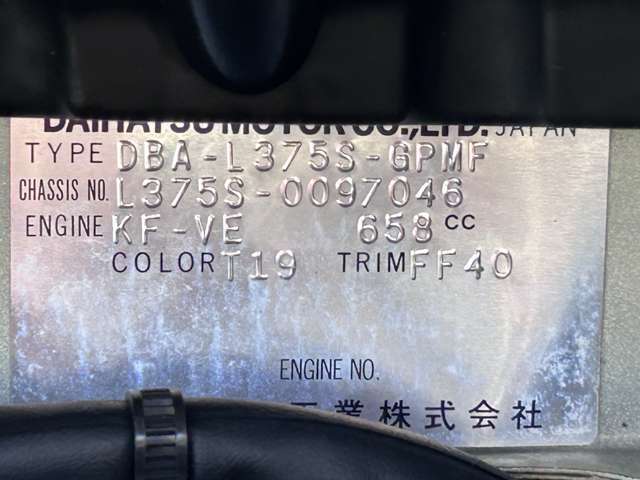 DAIHATSU MOTOR CO.,LTD. JAPAN
TYPE DBA-L375S-GPMF
CHASSIS NO. L375S-0097046
ENGINE KF-VE 658 CC
COLOR T19 TRIM FF40
ENGINE NO.
工業株式会社